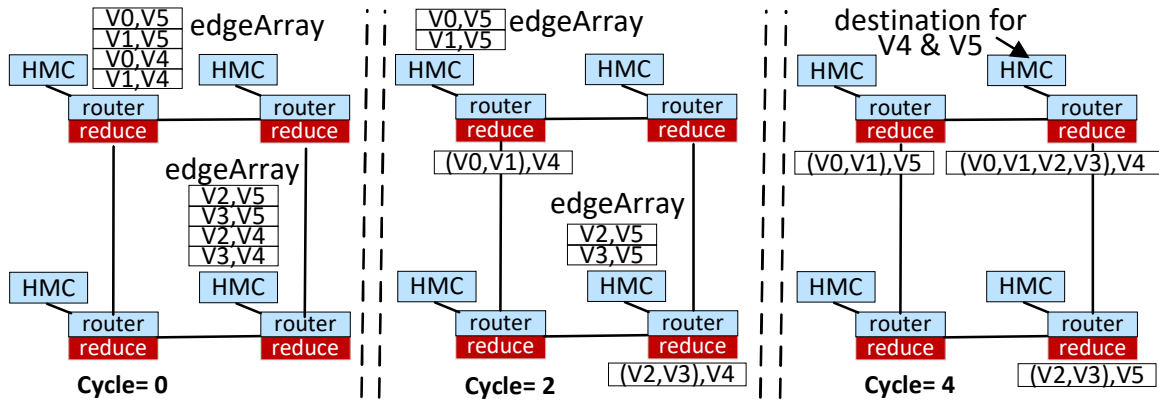 V0,V5
V1,V5
V0,V4
V1,V4
edgeArray
HMC
HMC
router
reduce
router
reduce
edgeArray
V2,V5
V3,V5
V2,V4
V3,V4
HMC
HMC
router
reduce
router
reduce
Cycle= 0
V0,V5
V1,V5
edgeArray
HMC
HMC
router
reduce
router
reduce
(V0,V1),V4
edgeArray
V2,V5
V3,V5
HMC
HMC
router
reduce
router
reduce
(V2,V3),V4
Cycle= 2
destination for
V4 & V5
HMC
HMC
router
reduce
router
reduce
(V0,V1),V5
(V0,V1,V2,V3),V4
HMC
HMC
router
reduce
router
reduce
(V2,V3),V5
Cycle= 4